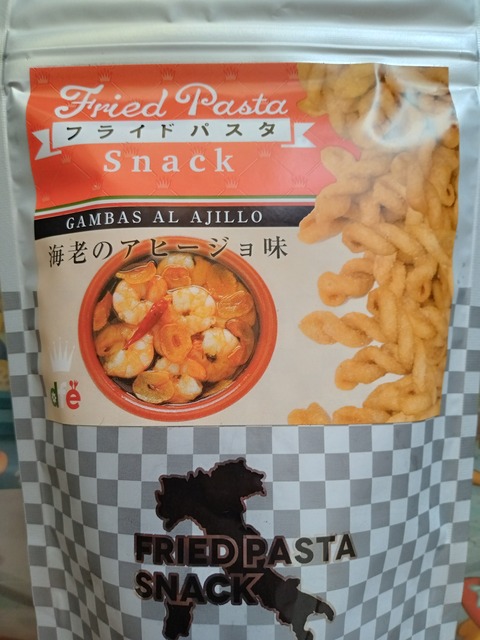 Fried Pasta
フライドパスタ
Snack
GAMBAS AL AJILLO
海老のアヒージョ味
FRIED PASTA
SNACK